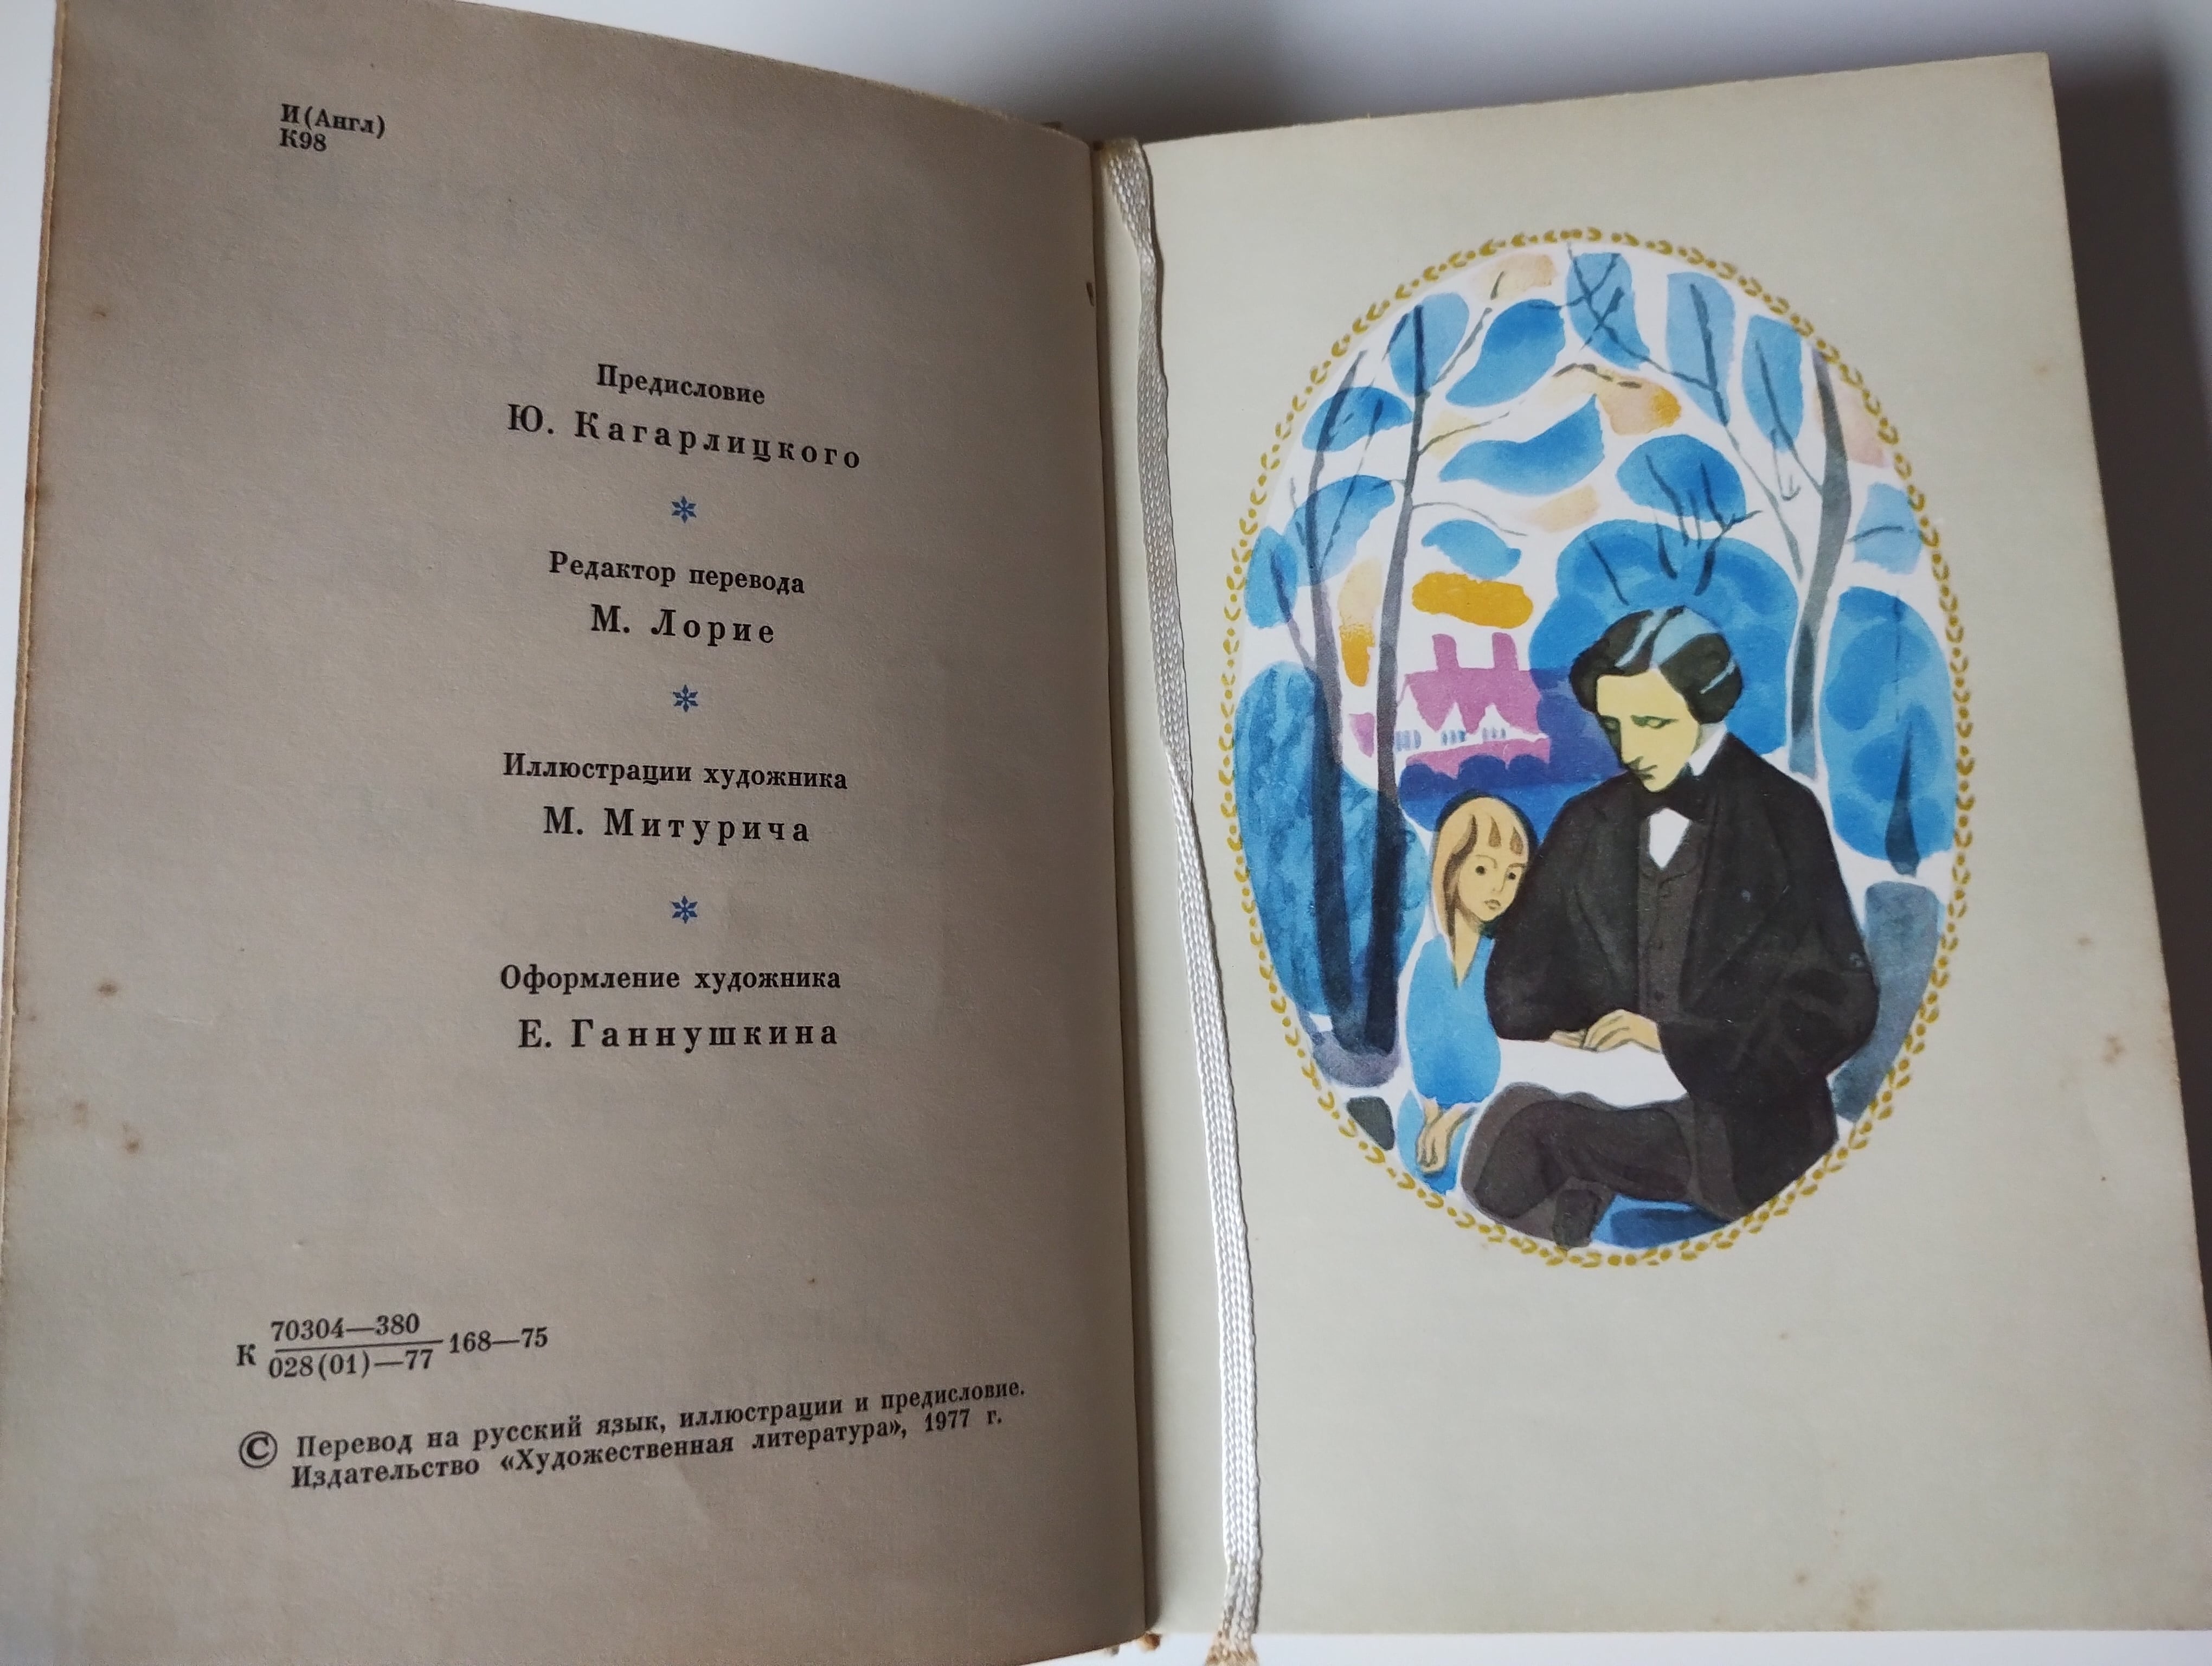 И(Англ)
К98
Предисловие
Ю. Кагарлицкого
Редактор перевода
М. Лорие
Иллюстрации художника
М. Митурича
Оформление художника
Е. Ганнушкина
К 70304—380
028(01)—77 168—75
© Перевод на русский язык, иллюстрации и предисловие.
Издательство «Художественная литература», 1977 г.